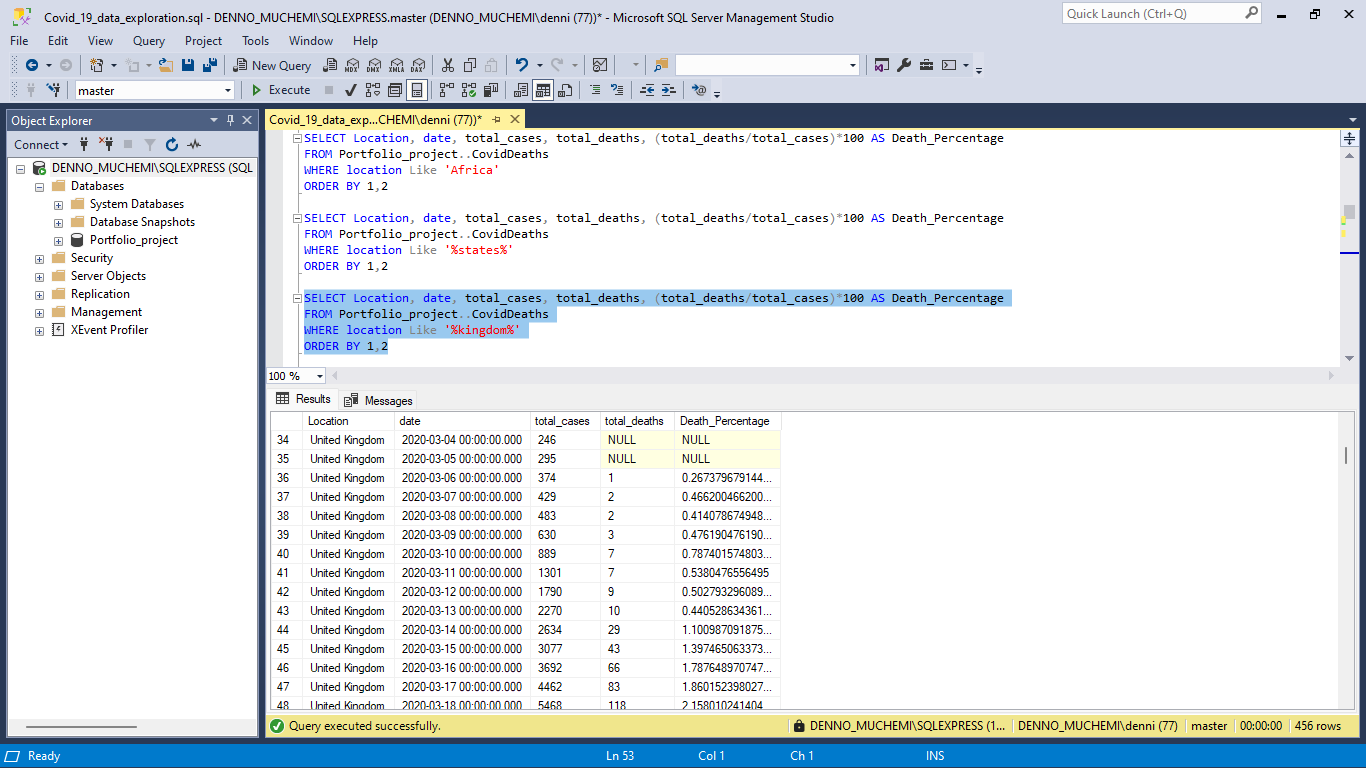 Covid_19_data_exploration.sql - DENNO_MUCHEMI\SQLEXPRESS.master (DENNO_MUCHEMI\denni (77))* - Microsoft SQL Server Management Studio
Quick Launch (Ctrl+Q)
File Edit View Query Project Tools Window Help
New Query MDX DMX XMLA DAX
master Execute
Object Explorer
Connect
DENNO_MUCHEMI\SQLEXPRESS (SQL
Databases
System Databases
Database Snapshots
Portfolio_project
Security
Server Objects
Replication
Management
XEvent Profiler
Covid_19_data_exp...CHEMI\denni (77))*
SELECT Location, date, total_cases, total_deaths, (total_deaths/total_cases)*100 AS Death_Percentage
FROM Portfolio_project..CovidDeaths
WHERE location Like 'Africa'
ORDER BY 1,2
SELECT Location, date, total_cases, total_deaths, (total_deaths/total_cases)*100 AS Death_Percentage
FROM Portfolio_project..CovidDeaths
WHERE location Like '%states%'
ORDER BY 1,2
SELECT Location, date, total_cases, total_deaths, (total_deaths/total_cases)*100 AS Death_Percentage
FROM Portfolio_project..CovidDeaths
WHERE location Like '%kingdom%'
ORDER BY 1,2
100 %
Results Messages
Location date total_cases total_deaths Death_Percentage
34 United Kingdom 2020-03-04 00:00:00.000 246 NULL NULL
35 United Kingdom 2020-03-05 00:00:00.000 295 NULL NULL
36 United Kingdom 2020-03-06 00:00:00.000 374 1 0.267379679144...
37 United Kingdom 2020-03-07 00:00:00.000 429 2 0.466200466200...
38 United Kingdom 2020-03-08 00:00:00.000 483 2 0.414078674948...
39 United Kingdom 2020-03-09 00:00:00.000 630 3 0.476190476190...
40 United Kingdom 2020-03-10 00:00:00.000 889 7 0.787401574803...
41 United Kingdom 2020-03-11 00:00:00.000 1301 7 0.5380476556495
42 United Kingdom 2020-03-12 00:00:00.000 1790 9 0.502793296089...
43 United Kingdom 2020-03-13 00:00:00.000 2270 10 0.440528634361...
44 United Kingdom 2020-03-14 00:00:00.000 2634 29 1.100987091875...
45 United Kingdom 2020-03-15 00:00:00.000 3077 43 1.397465063373...
46 United Kingdom 2020-03-16 00:00:00.000 3692 66 1.787648970747...
47 United Kingdom 2020-03-17 00:00:00.000 4462 83 1.860152398027...
48 United Kingdom 2020-03-18 00:00:00.000 5468 118 2.158010241404
Query executed successfully. DENNO_MUCHEMI\SQLEXPRESS (1... DENNO_MUCHEMI\denni (77) master 00:00:00 456 rows
Ready Ln 53 Col 1 Ch 1 INS